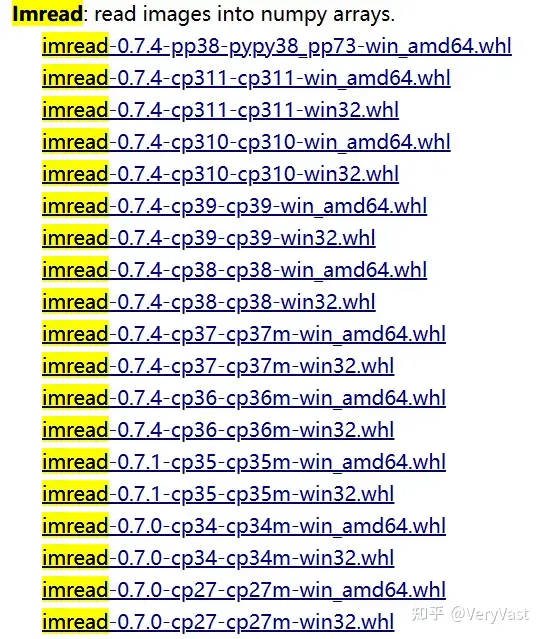 Imread: read images into numpy arrays.
imread-0.7.4-pp38-pypy38_pp73-win_amd64.whl
imread-0.7.4-cp311-cp311-win_amd64.whl
imread-0.7.4-cp311-cp311-win32.whl
imread-0.7.4-cp310-cp310-win_amd64.whl
imread-0.7.4-cp310-cp310-win32.whl
imread-0.7.4-cp39-cp39-win_amd64.whl
imread-0.7.4-cp39-cp39-win32.whl
imread-0.7.4-cp38-cp38-win_amd64.whl
imread-0.7.4-cp38-cp38-win32.whl
imread-0.7.4-cp37-cp37m-win_amd64.whl
imread-0.7.4-cp37-cp37m-win32.whl
imread-0.7.4-cp36-cp36m-win_amd64.whl
imread-0.7.4-cp36-cp36m-win32.whl
imread-0.7.1-cp35-cp35m-win_amd64.whl
imread-0.7.1-cp35-cp35m-win32.whl
imread-0.7.0-cp34-cp34m-win_amd64.whl
imread-0.7.0-cp34-cp34m-win32.whl
imread-0.7.0-cp27-cp27m-win_amd64.whl
imread-0.7.0-cp27-cp27m-win32.whl
知乎 @VeryVast